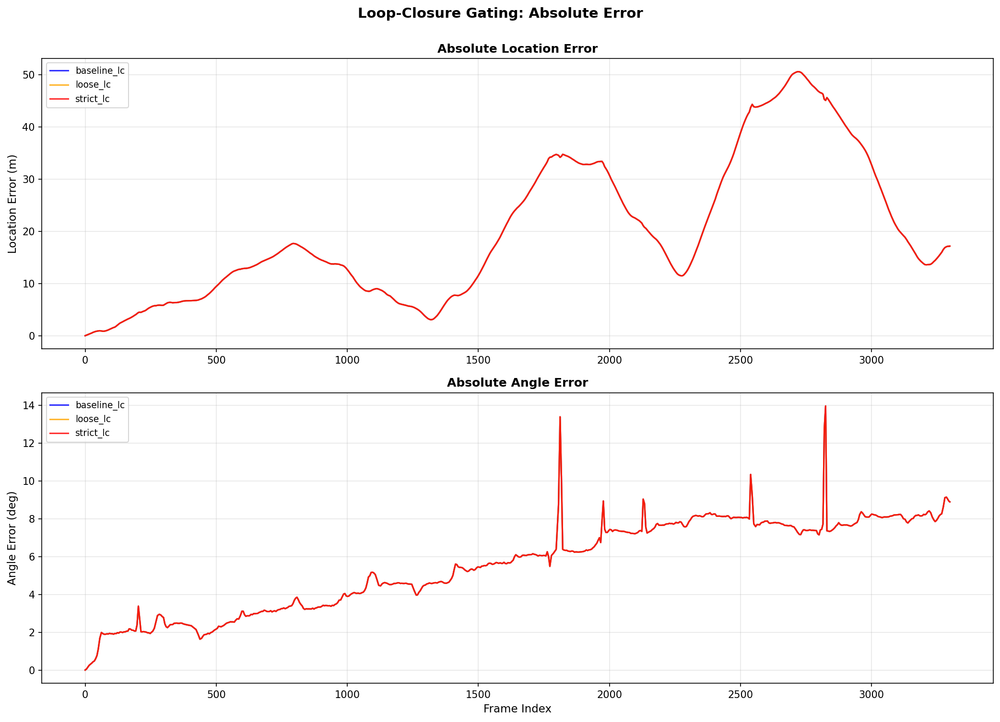 Loop-Closure Gating: Absolute Error
Absolute Location Error
baseline_lc
loose_lc
strict_lc
Location Error (m)
50
40
30
20
10
0
0 500 1000 1500 2000 2500 3000
Absolute Angle Error
baseline_lc
loose_lc
strict_lc
Angle Error (deg)
14
12
10
8
6
4
2
0
0 500 1000 1500 2000 2500 3000
Frame Index